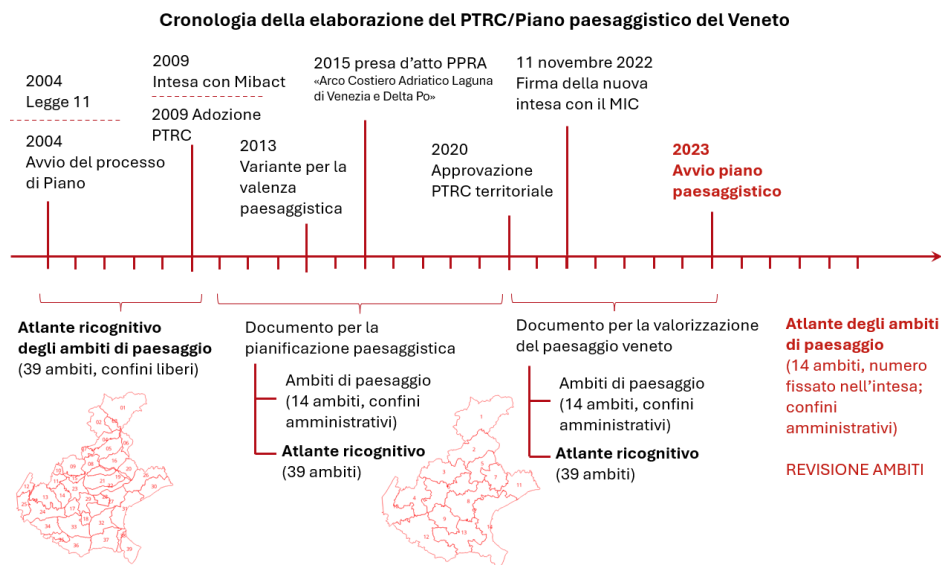 Cronologia della elaborazione del PTRC/Piano paesaggistico del Veneto
2004
Legge 11
2004
Avvio del processo
di Piano
2009
Intesa con Mibact
2009 Adozione
PTRC
2013
Variante per la
valenza
paesaggistica
2015 presa d’atto PPRA
«Arco Costiero Adriatico Laguna
di Venezia e Delta Po»
2020
Approvazione
PTRC territoriale
11 novembre 2022
Firma della nuova
intesa con il MIC
2023
Avvio piano
paesaggistico
Atlante ricognitivo
degli ambiti di paesaggio
(39 ambiti, confini liberi)
Documento per la
pianificazione paesaggistica
Ambiti di paesaggio
(14 ambiti, confini
amministrativi)
Atlante ricognitivo
(39 ambiti)
Documento per la valorizzazione
del paesaggio veneto
Ambiti di paesaggio
(14 ambiti, confini
amministrativi)
Atlante ricognitivo
(39 ambiti)
Atlante degli ambiti
di paesaggio
(14 ambiti, numero
fissato nell’intesa;
confini
amministrativi)
REVISIONE AMBITI